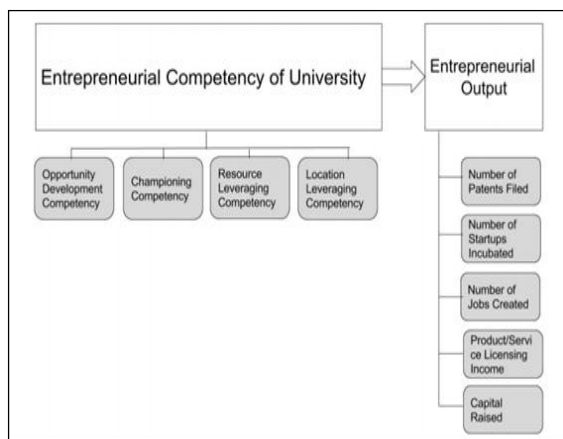 Entrepreneurial Competency of University
Entrepreneurial
Output
Opportunity
Development
Competency
Championing
Competency
Resource
Leveraging
Competency
Location
Leveraging
Competency
Number of
Patents Filed
Number of
Startups
Incubated
Number of
Jobs Created
Product/Servi
ce Licensing
Income
Capital
Raised